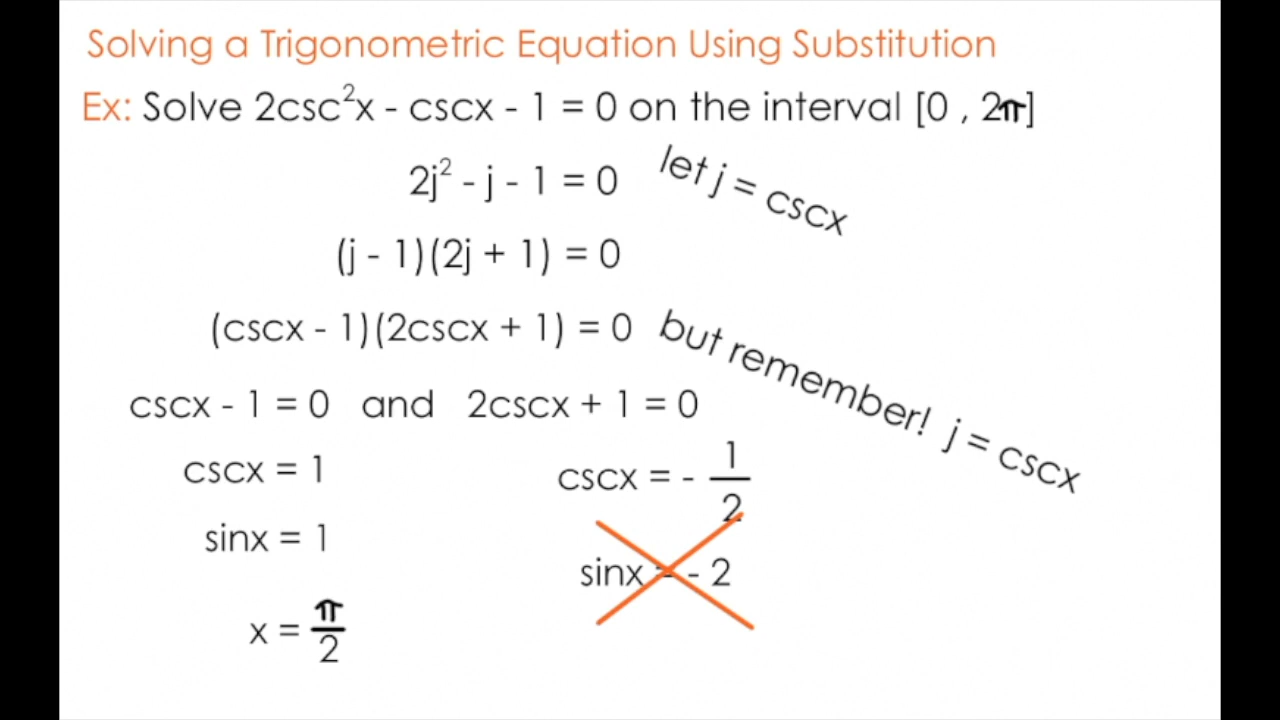 Solving a Trigonometric Equation Using Substitution
Ex: Solve 2csc²x - cscx - 1 = 0 on the interval [0 , 2π]
2j² - j - 1 = 0 let j = cscx
(j - 1)(2j + 1) = 0
(cscx - 1)(2cscx + 1) = 0 but remember! j = cscx
cscx - 1 = 0 and 2cscx + 1 = 0
cscx = 1 cscx = - 1/2
sinx = 1 sinx = - 2
x = π/2